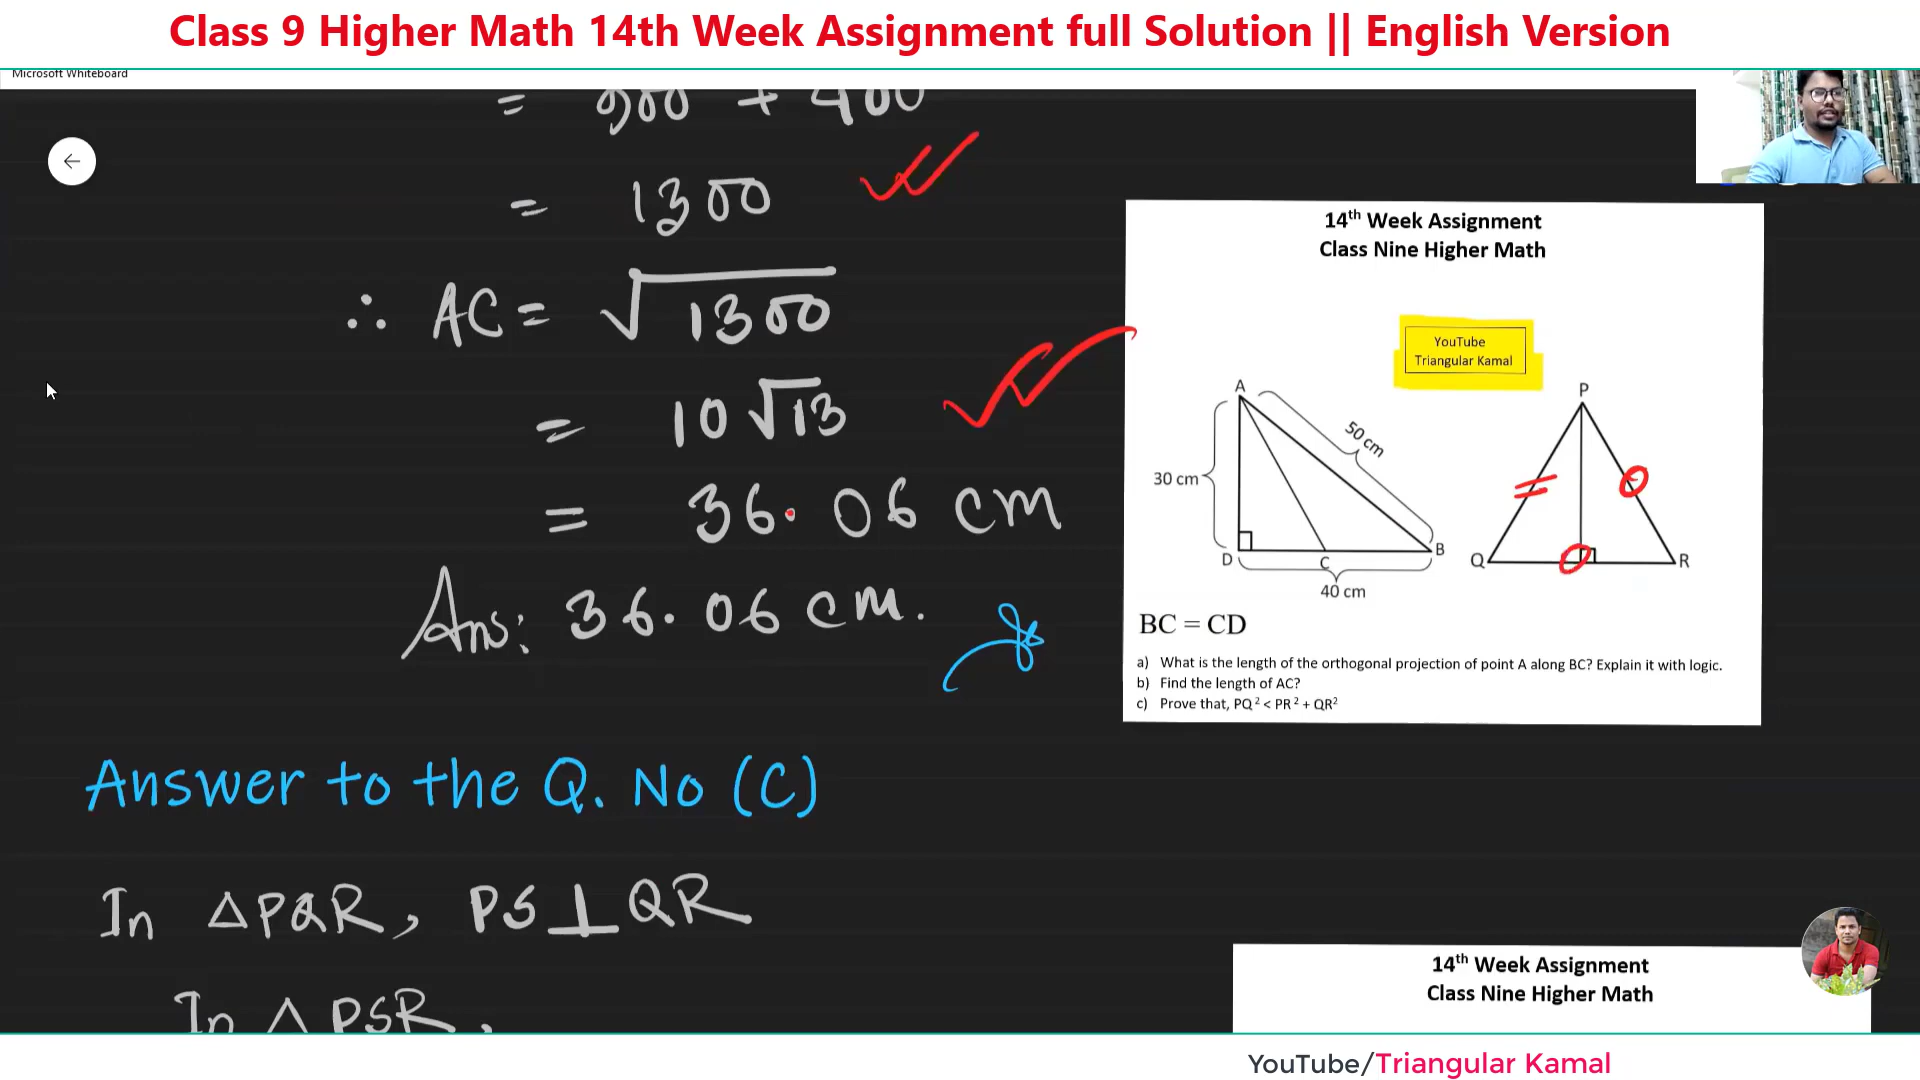 Class 9 Higher Math 14th Week Assignment full Solution || English Version
Microsoft Whiteboard
= 900 + 400
= 1300
∴ AC = √1300
= 10√13
= 36.06 cm
Ans: 36.06 cm.
Answer to the Q. No (C)
In △PQR, PS⊥QR
In △PSR,
14th Week Assignment
Class Nine Higher Math
YouTube
Triangular Kamal
A
50 cm
30 cm
D
C
B
40 cm
P
Q
R
BC = CD
a) What is the length of the orthogonal projection of point A along BC? Explain it with logic.
b) Find the length of AC?
c) Prove that, PQ² < PR² + QR²
14th Week Assignment
Class Nine Higher Math
YouTube/Triangular Kamal